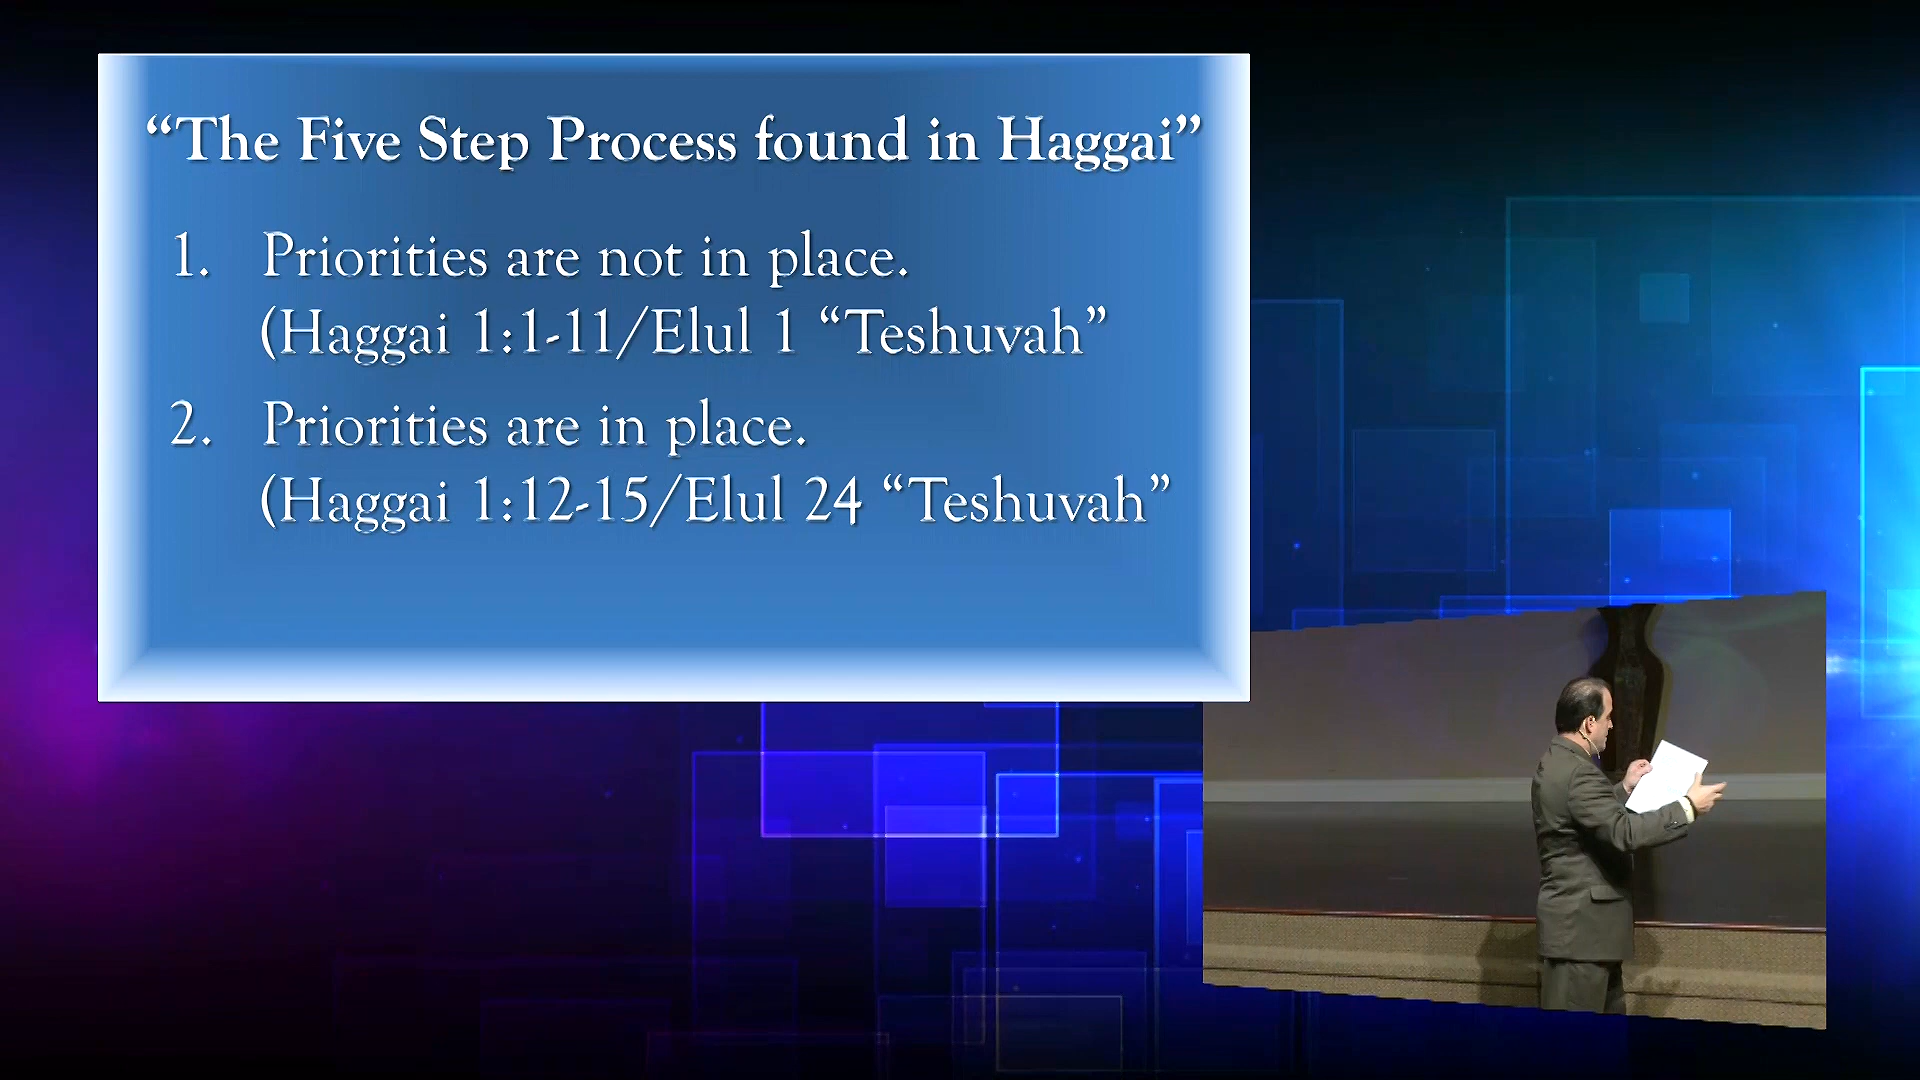 “The Five Step Process found in Haggai”
1. Priorities are not in place.
(Haggai 1:1-11/Elul 1 “Teshuvah”
2. Priorities are in place.
(Haggai 1:12-15/Elul 24 “Teshuvah”